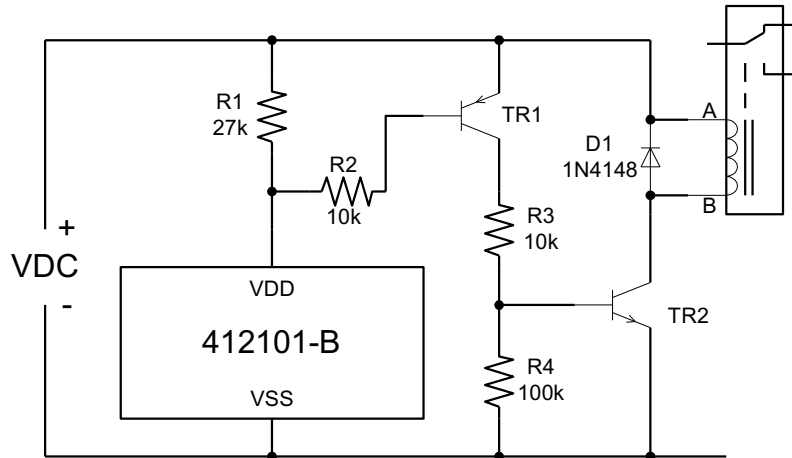 R1
27k
R2
10k
TR1
A
D1
1N4148
B
R3
10k
+
VDC
-
VDD
412101-B
VSS
TR2
R4
100k